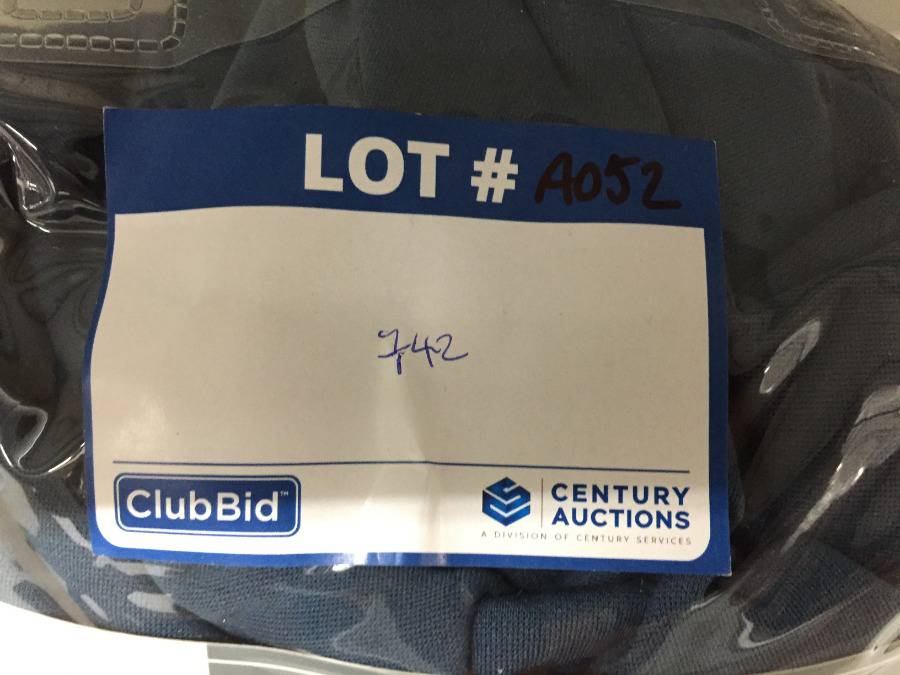 LOT # A052
742
ClubBid™
CENTURY
AUCTIONS
A DIVISION OF CENTURY SERVICES